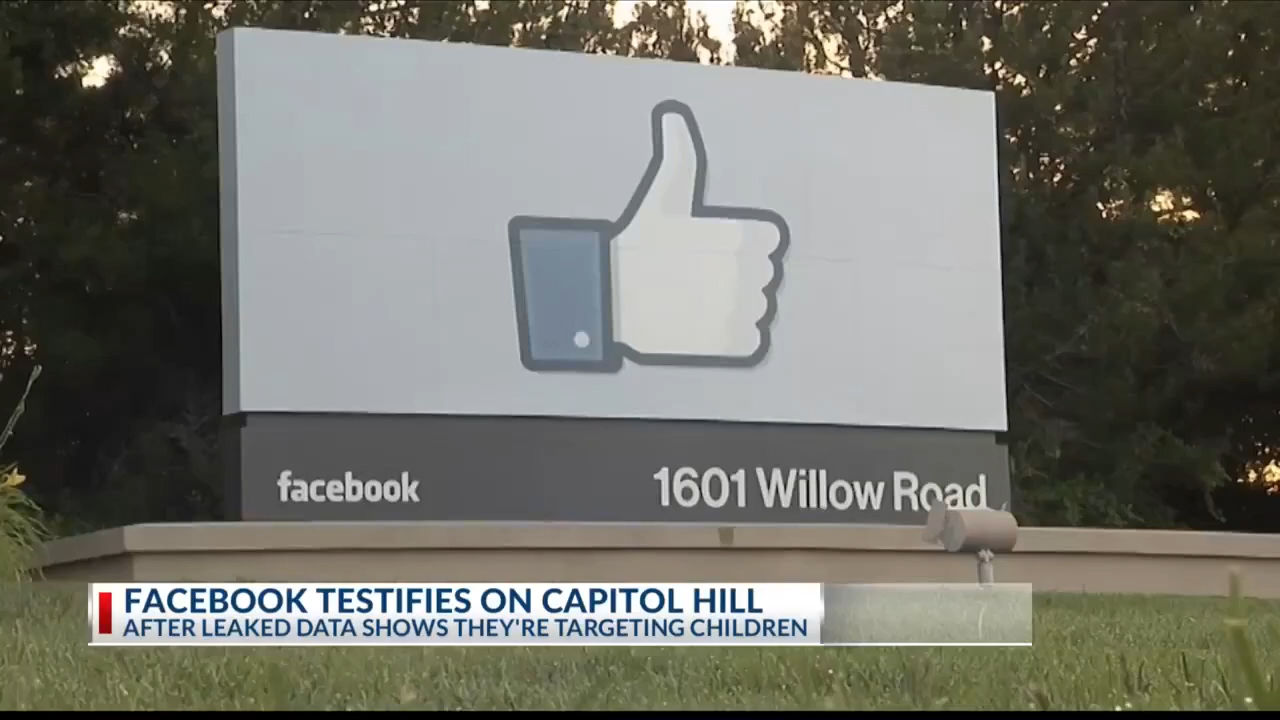 facebook 1601 Willow Road
FACEBOOK TESTIFIES ON CAPITOL HILL
AFTER LEAKED DATA SHOWS THEY'RE TARGETING CHILDREN